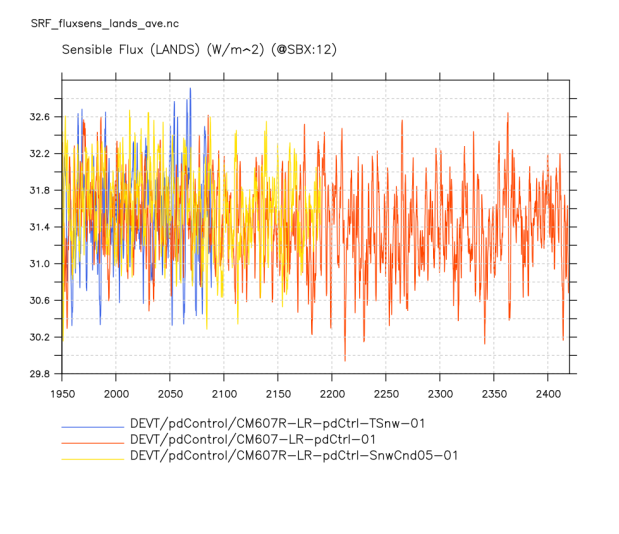 SRF_fluxsens_lands_ave.nc
Sensible Flux (LANDS) (W/m^2) (@SBX:12)
32.6
32.2
31.8
31.4
31.0
30.6
30.2
29.8
1950 2000 2050 2100 2150 2200 2250 2300 2350 2400
DEVT/pdControl/CM607R-LR-pdCtrl-TSnw-01
DEVT/pdControl/CM607-LR-pdCtrl-01
DEVT/pdControl/CM607R-LR-pdCtrl-SnwCnd05-01